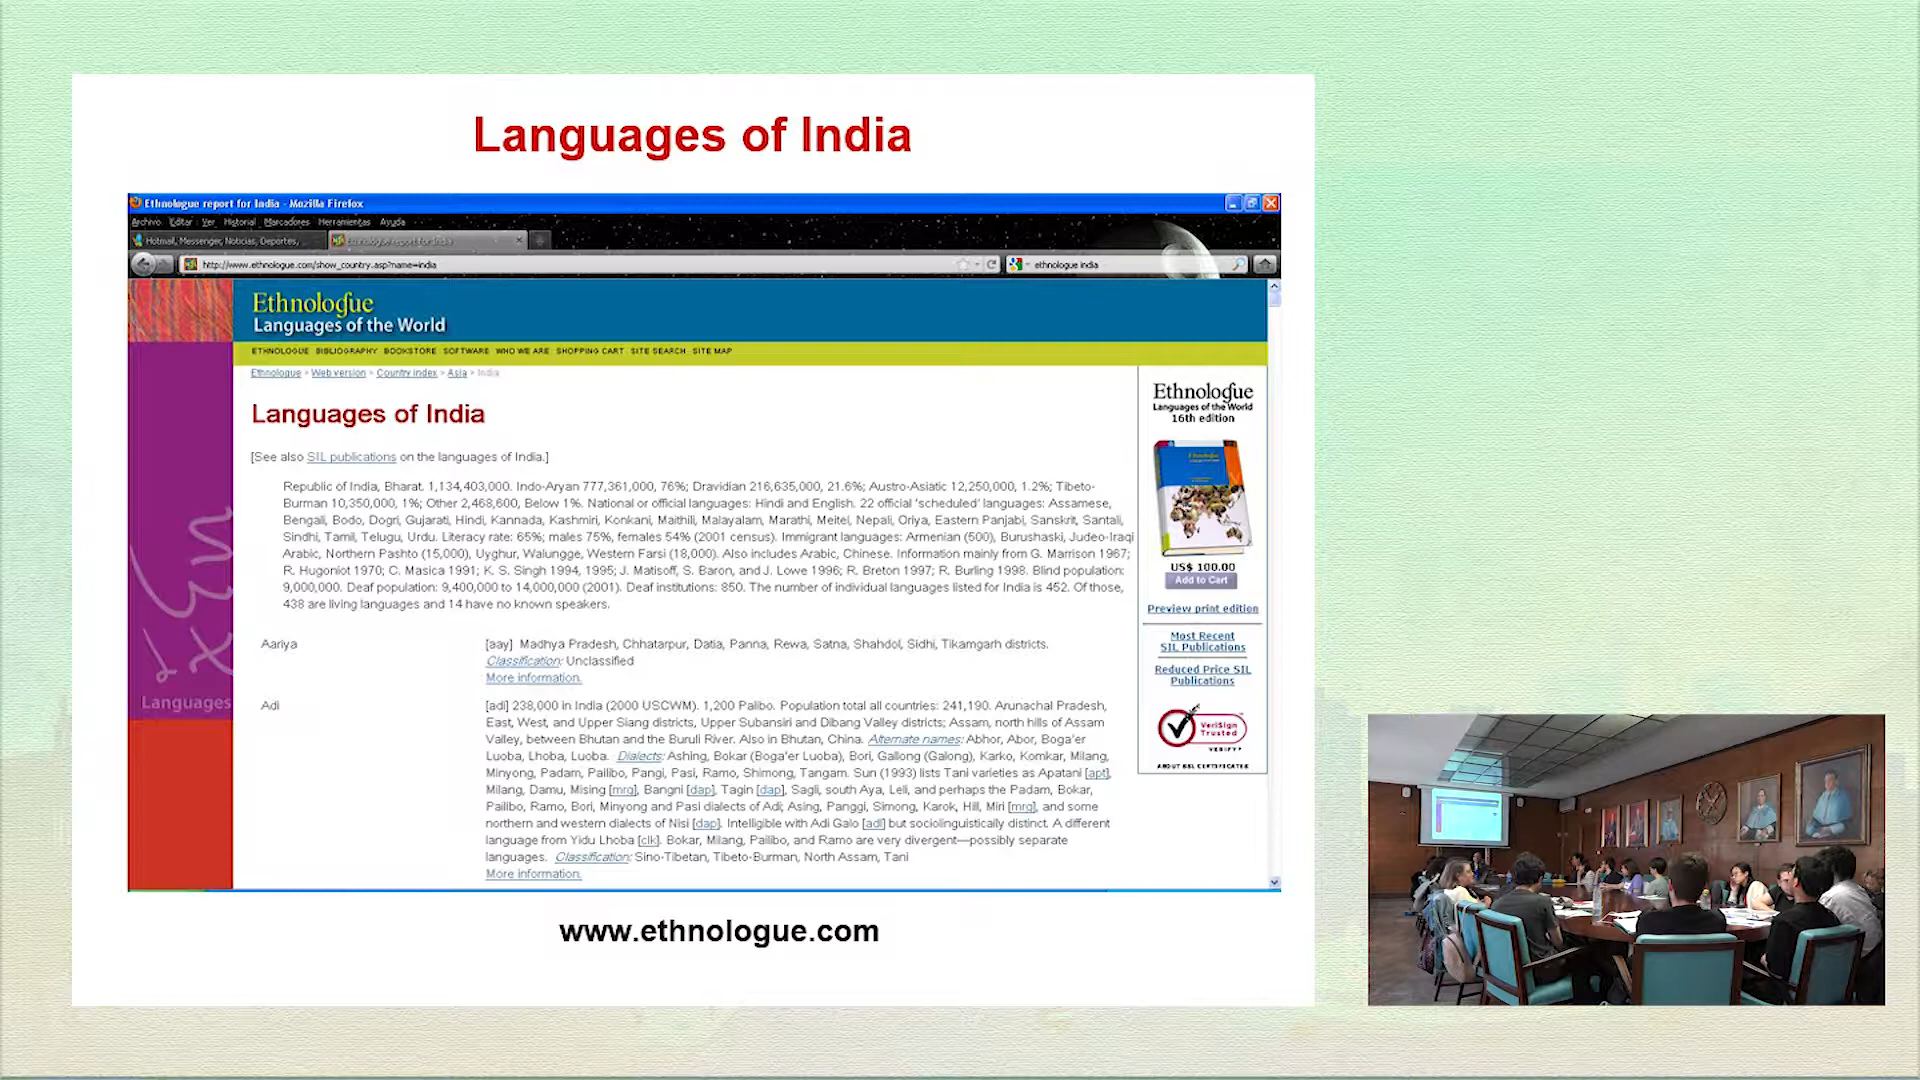 Languages of India
Ethnologue report for India - Mozilla Firefox
Archivo Editar Ver Historial Marcadores Herramientas Ayuda
Hotmail, Messenger, Noticias, Deportes, ...
Ethnologue report for India
http://www.ethnologue.com/show_country.asp?name=india
ethnologue india
Ethnologue
Languages of the World
ETHNOLOGUE BIBLIOGRAPHY BOOKSTORE SOFTWARE WHO WE ARE SHOPPING CART SITE SEARCH SITE MAP
Ethnologue > Web version > Country index > Asia > India
Languages of India
[See also SIL publications on the languages of India.]
Republic of India, Bharat. 1,134,403,000. Indo-Aryan 777,361,000, 76%; Dravidian 216,635,000, 21.6%; Austro-Asiatic 12,250,000, 1.2%; Tibeto-
Burman 10,350,000, 1%; Other 2,468,600, Below 1%. National or official languages: Hindi and English. 22 official 'scheduled' languages: Assamese,
Bengali, Bodo, Dogri, Gujarati, Hindi, Kannada, Kashmiri, Konkani, Maithili, Malayalam, Marathi, Meitei, Nepali, Oriya, Eastern Panjabi, Sanskrit, Santali,
Sindhi, Tamil, Telugu, Urdu. Literacy rate: 65%; males 75%, females 54% (2001 census). Immigrant languages: Armenian (500), Burushaski, Judeo-Iraqi
Arabic, Northern Pashto (15,000), Uyghur, Walungge, Western Farsi (18,000). Also includes Arabic, Chinese. Information mainly from G. Marrison 1967;
R. Hugoniot 1970; C. Masica 1991; K. S. Singh 1994, 1995; J. Matisoff, S. Baron, and J. Lowe 1996; R. Breton 1997; R. Burling 1998. Blind population:
9,000,000. Deaf population: 9,400,000 to 14,000,000 (2001). Deaf institutions: 850. The number of individual languages listed for India is 452. Of those,
438 are living languages and 14 have no known speakers.
Aariya
[aay] Madhya Pradesh, Chhatarpur, Datia, Panna, Rewa, Satna, Shahdol, Sidhi, Tikamgarh districts.
Classification: Unclassified
More information.
Adi
[adi] 238,000 in India (2000 USCWM). 1,200 Palibo. Population total all countries: 241,190. Arunachal Pradesh,
East, West, and Upper Siang districts, Upper Subansiri and Dibang Valley districts; Assam, north hills of Assam
Valley, between Bhutan and the Buruli River. Also in Bhutan, China. Alternate names: Abhor, Abor, Boga'er
Luoba, Lhoba, Luoba. Dialects: Ashing, Bokar (Boga'er Luoba), Bori, Gallong (Galong), Karko, Komkar, Milang,
Minyong, Padam, Pailibo, Pangi, Pasi, Ramo, Shimong, Tangam. Sun (1993) lists Tani varieties as Apatani [apt],
Milang, Damu, Mising [mrg], Bangni [dap], Tagin [dap], Sagli, south Aya, Leli, and perhaps the Padam, Bokar,
Pailibo, Ramo, Bori, Minyong and Pasi dialects of Adi; Asing, Panggi, Simong, Karok, Hill, Miri [mrg], and some
northern and western dialects of Nisi [dap]. Intelligible with Adi Galo [adl] but sociolinguistically distinct. A different
language from Yidu Lhoba [clk]. Bokar, Milang, Pailibo, and Ramo are very divergent—possibly separate
languages. Classification: Sino-Tibetan, Tibeto-Burman, North Assam, Tani
More information.
Languages
Ethnologue
Languages of the World
16th edition
US$ 100.00
Add to Cart
Preview print edition
Most Recent
SIL Publications
Reduced Price SIL
Publications
VeriSign
Trusted
VERIFY
ABOUT SSL CERTIFICATES
www.ethnologue.com